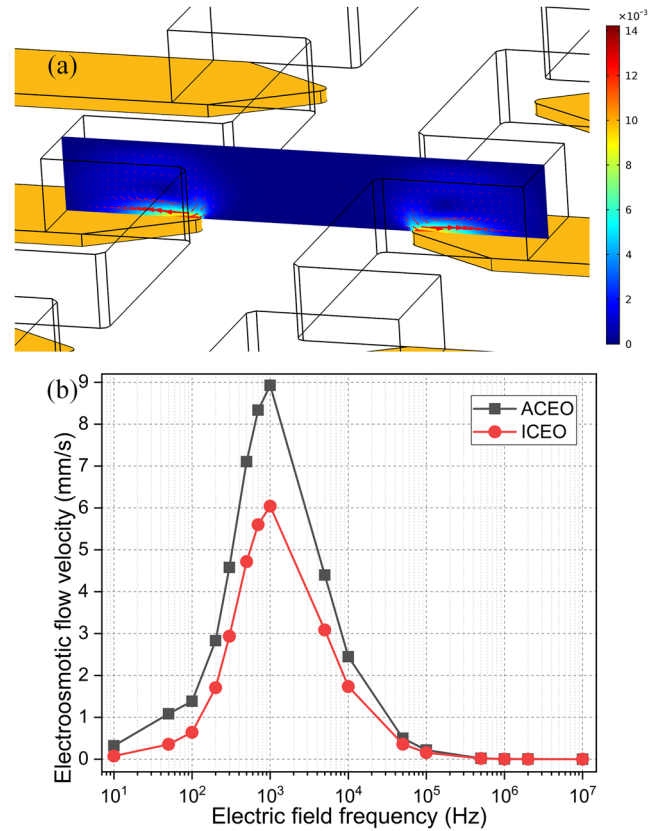 (a)
×10⁻³
14
12
10
8
6
4
2
0
(b)
9
8
7
6
5
4
3
2
1
0
Electroosmotic flow velocity (mm/s)
ACEO
ICEO
10¹ 10² 10³ 10⁴ 10⁵ 10⁶ 10⁷
Electric field frequency (Hz)